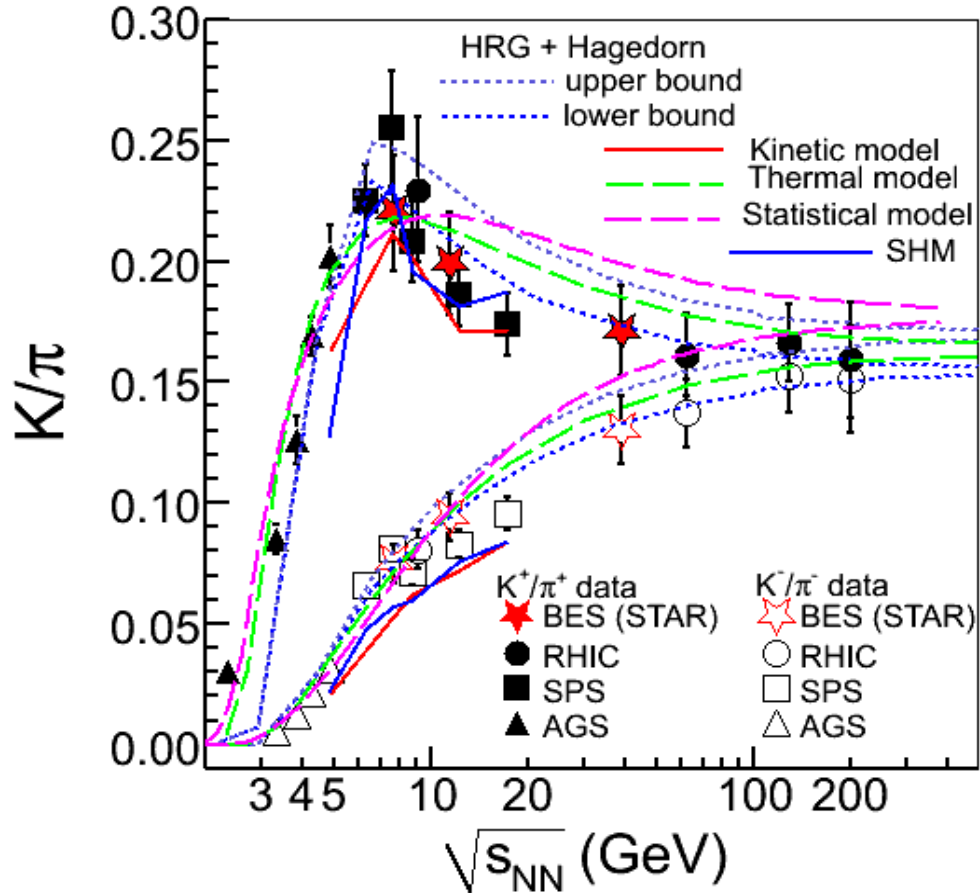 K/π
0.30
0.25
0.20
0.15
0.10
0.05
0.00
HRG + Hagedorn
upper bound
lower bound
Kinetic model
Thermal model
Statistical model
SHM
K⁺/π⁺ data
BES (STAR)
RHIC
SPS
AGS
K⁻/π⁻ data
BES (STAR)
RHIC
SPS
AGS
3 4 5 10 20 100 200
√s_NN (GeV)